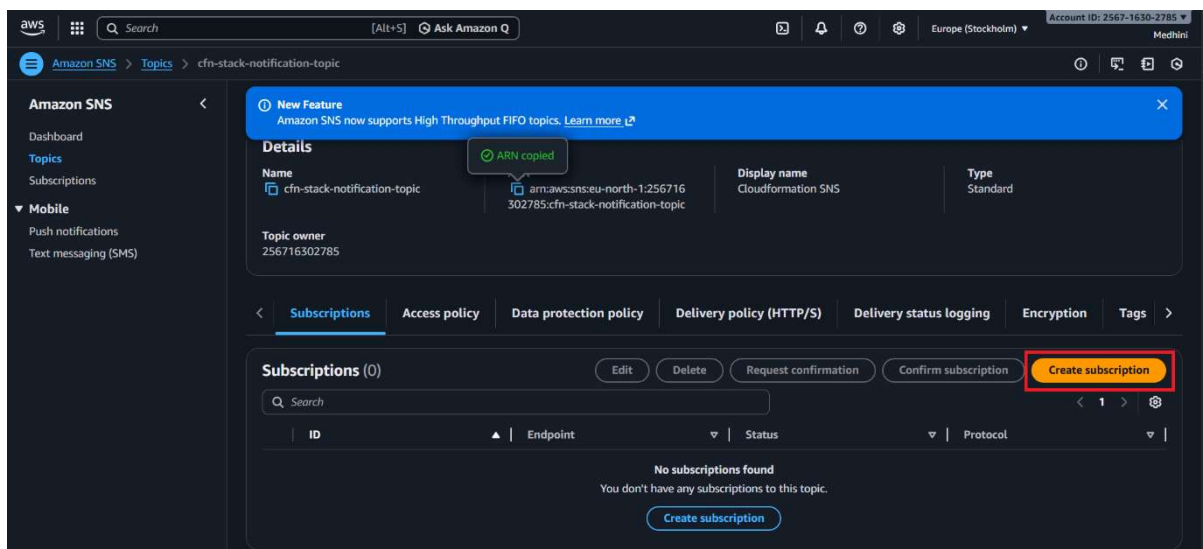 aws
Search [Alt+S] Ask Amazon Q
Europe (Stockholm) ▼
Account ID: 2567-1630-2785 ▼
Medhini
Amazon SNS > Topics > cfn-stack-notification-topic
Amazon SNS
Dashboard
Topics
Subscriptions
Mobile
Push notifications
Text messaging (SMS)
New Feature
Amazon SNS now supports High Throughput FIFO topics. Learn more
Details
ARN copied
Name
cfn-stack-notification-topic
arn:aws:sns:eu-north-1:256716
302785:cfn-stack-notification-topic
Display name
Cloudformation SNS
Type
Standard
Topic owner
256716302785
Subscriptions Access policy Data protection policy Delivery policy (HTTP/S) Delivery status logging Encryption Tags
Subscriptions (0) Edit Delete Request confirmation Confirm subscription Create subscription
Search
< 1 >
ID Endpoint Status Protocol
No subscriptions found
You don't have any subscriptions to this topic.
Create subscription